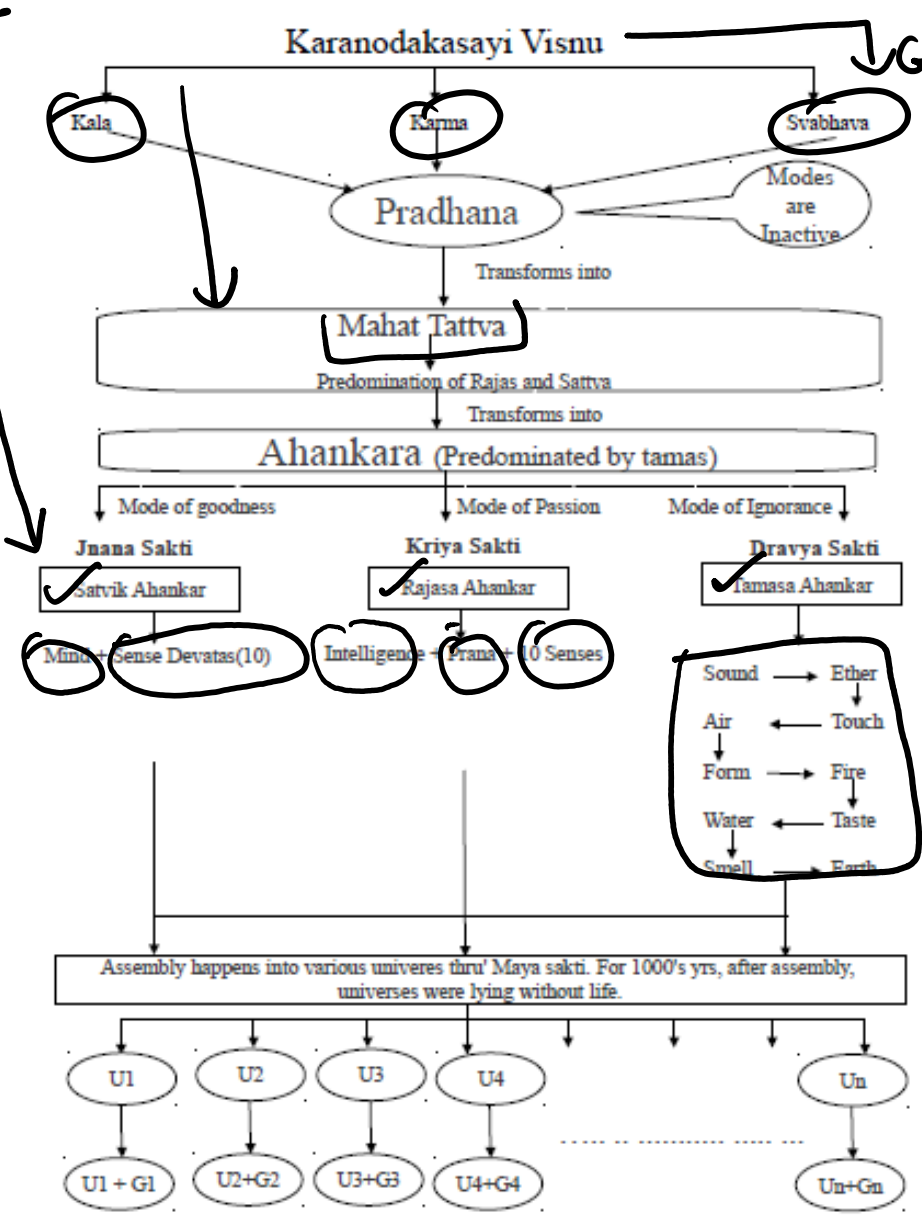 Karanodakasayi Visnu
G
Kala
Karma
Svabhava
Modes
are
Inactive
Pradhana
Transforms into
Mahat Tattva
Predomination of Rajas and Sattva
Transforms into
Ahankara (Predominated by tamas)
Mode of goodness
Mode of Passion
Mode of Ignorance
Jnana Sakti
Kriya Sakti
Dravya Sakti
Satvik Ahankar
Rajasa Ahankar
Tamasa Ahankar
Mind + Sense Devatas(10)
Intelligence + Prana + 10 Senses
Sound
Ether
Air
Touch
Form
Fire
Water
Taste
Smell
Earth
Assembly happens into various univeres thru' Maya sakti. For 1000's yrs, after assembly,
universes were lying without life.
U1
U2
U3
U4
Un
U1 + G1
U2+G2
U3+G3
U4+G4
Un+Gn